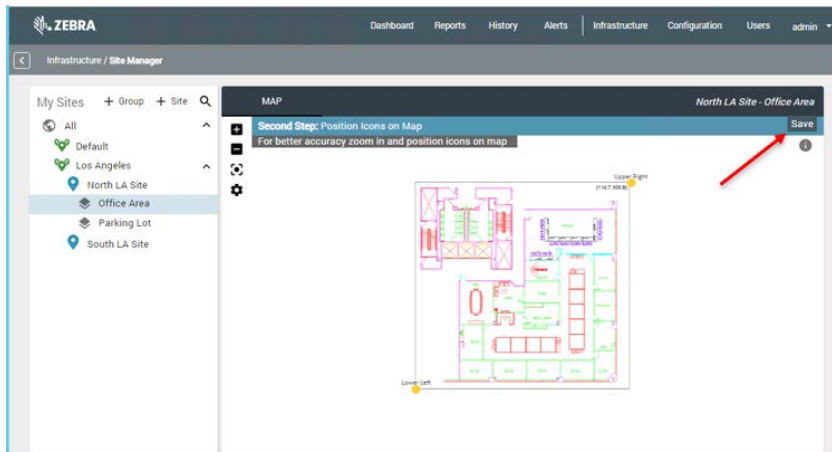 ZEBRA
Dashboard Reports History Alerts Infrastructure Configuration Users admin
Infrastructure / Site Manager
My Sites + Group + Site
All
Default
Los Angeles
North LA Site
Office Area
Parking Lot
South LA Site
MAP North LA Site - Office Area
Second Step: Position Icons on Map Save
For better accuracy zoom in and position icons on map
Upper Right
Lower Left